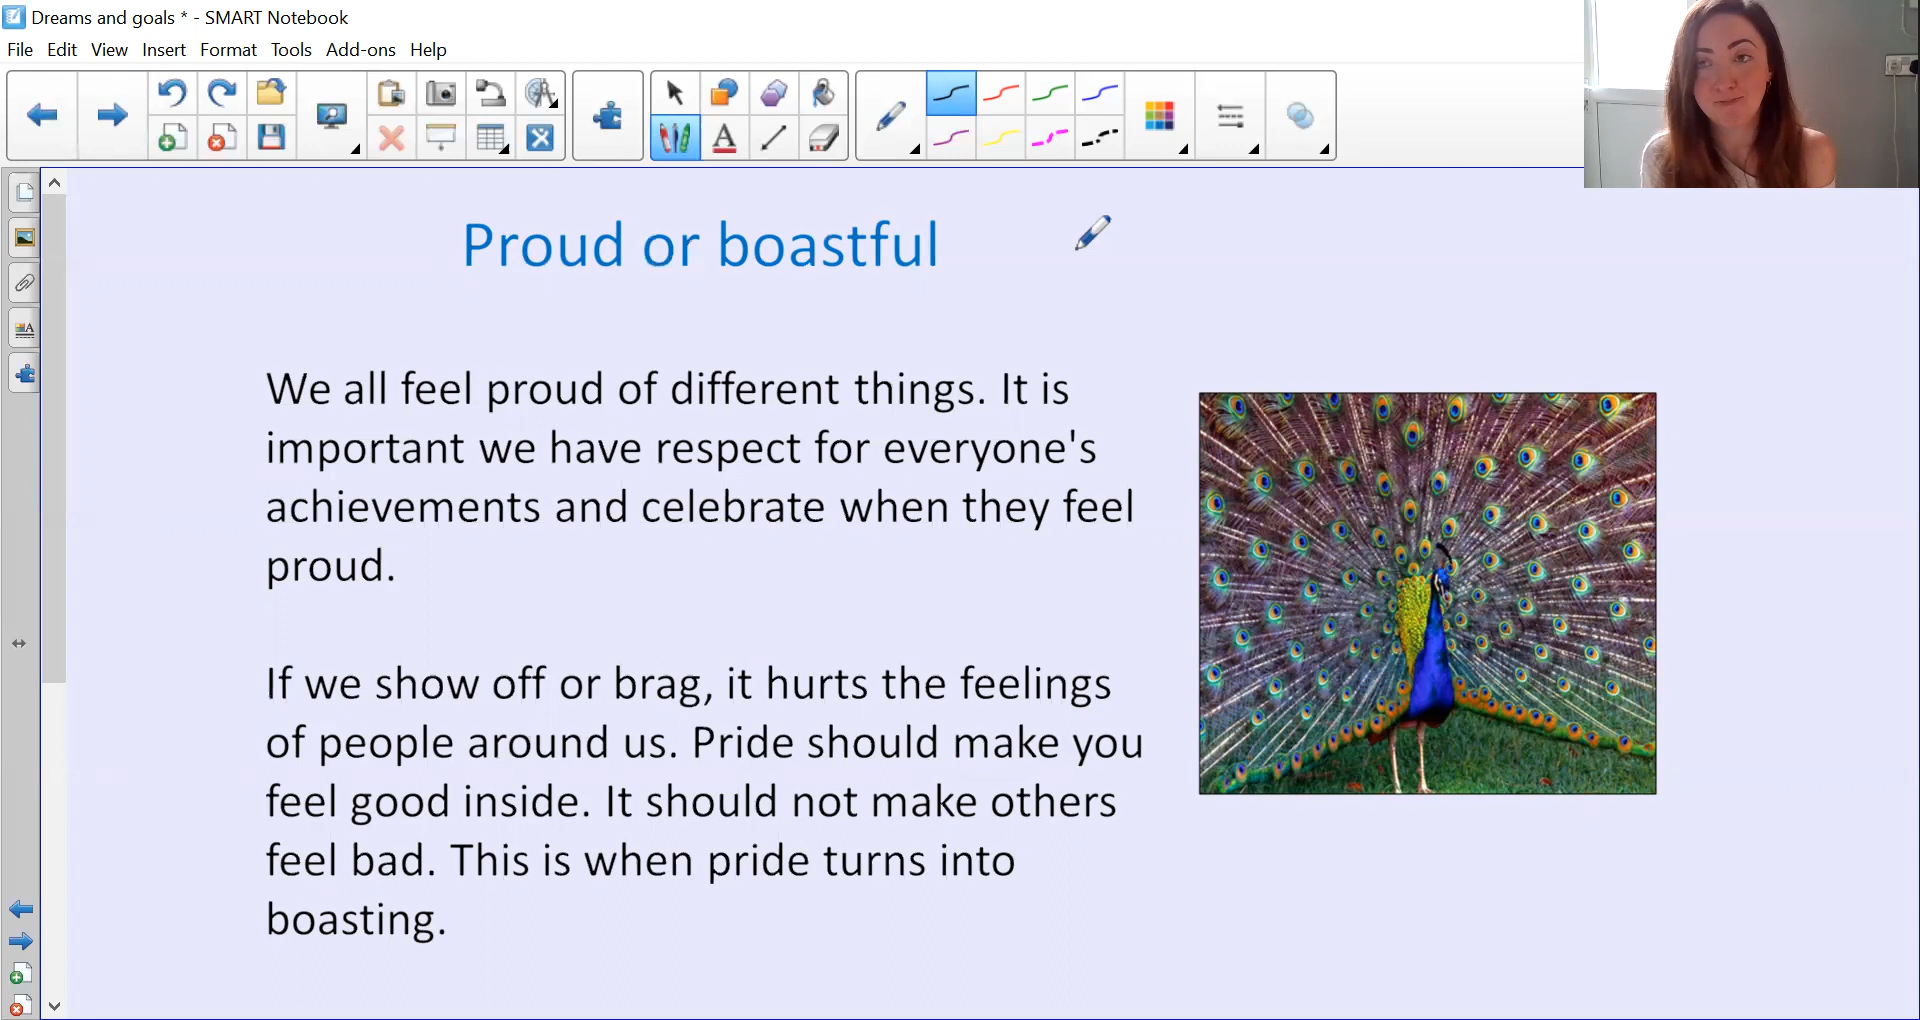 Dreams and goals * - SMART Notebook
File Edit View Insert Format Tools Add-ons Help
Proud or boastful
We all feel proud of different things. It is
important we have respect for everyone's
achievements and celebrate when they feel
proud.
If we show off or brag, it hurts the feelings
of people around us. Pride should make you
feel good inside. It should not make others
feel bad. This is when pride turns into
boasting.